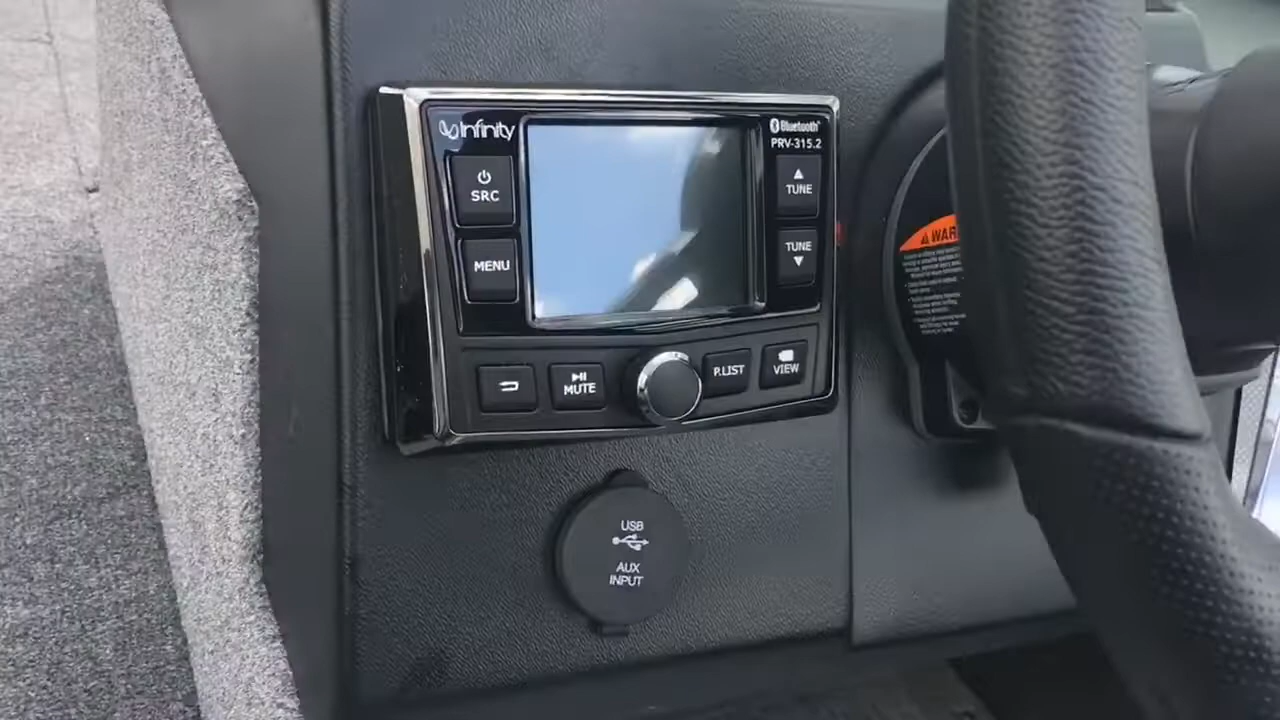 Infinity
Bluetooth
PRV-315.2
SRC
TUNE
MENU
TUNE
MUTE
P.LIST
VIEW
USB
AUX
INPUT
WAR